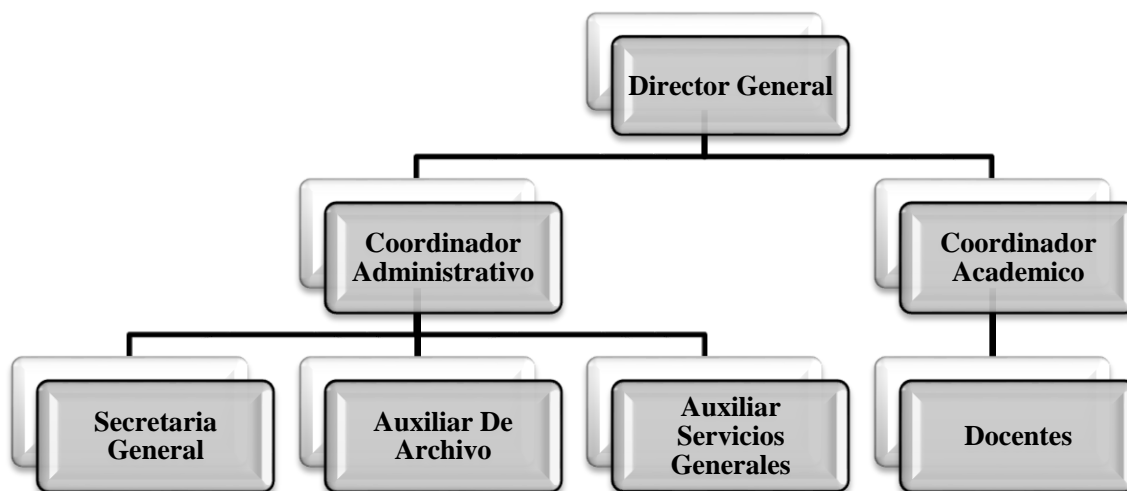 Director General
Coordinador
Administrativo
Coordinador
Academico
Secretaria
General
Auxiliar De
Archivo
Auxiliar
Servicios
Generales
Docentes